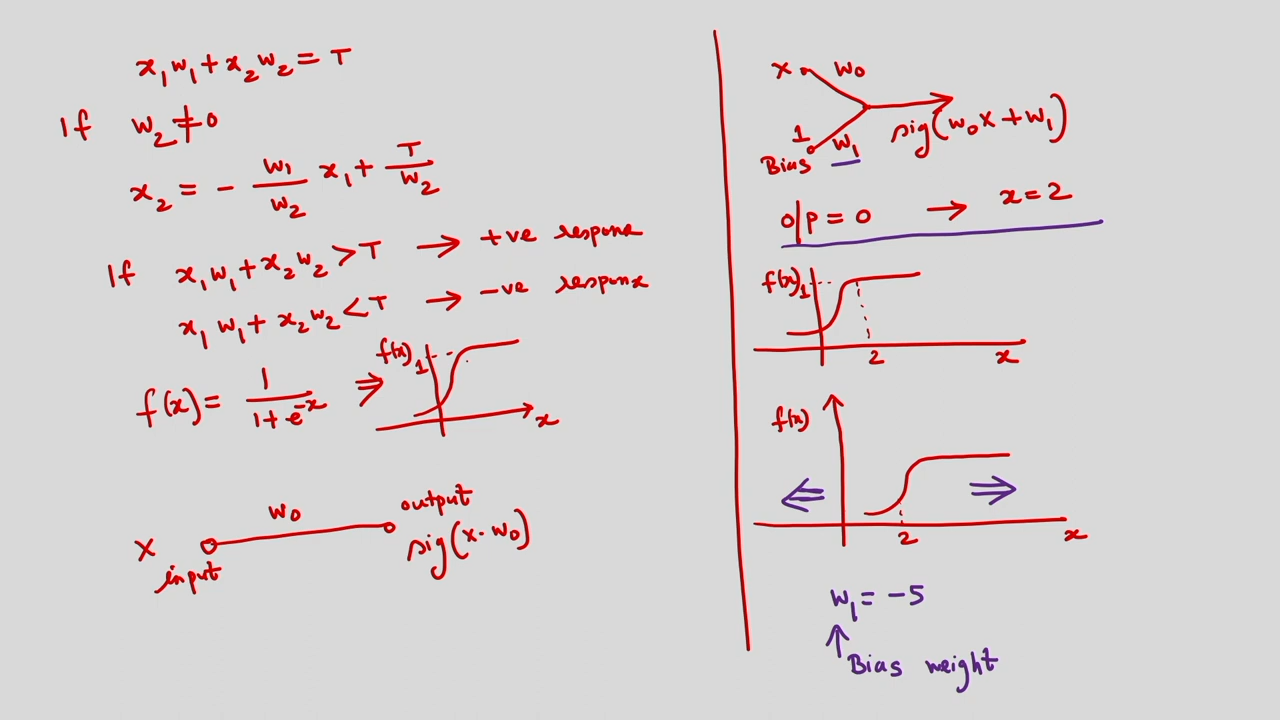 x₁w₁ + x₂w₂ = T
If w₂ ≠ 0
x₂ = - w₁/w₂ x₁ + T/w₂
If x₁w₁ + x₂w₂ > T → +ve response
x₁w₁ + x₂w₂ < T → -ve response
f(x) = 1/(1 + e^-x) ⇒
f(x)
1
x
w₀
output
X
input
sig(x·w₀)
x w₀
1
w₁
Bias
sig(w₀x + w₁)
o|p = 0 → x = 2
f(x) 1
2
x
f(x)
⇐ ⇒
2
x
w₁ = -5
↑
Bias weight